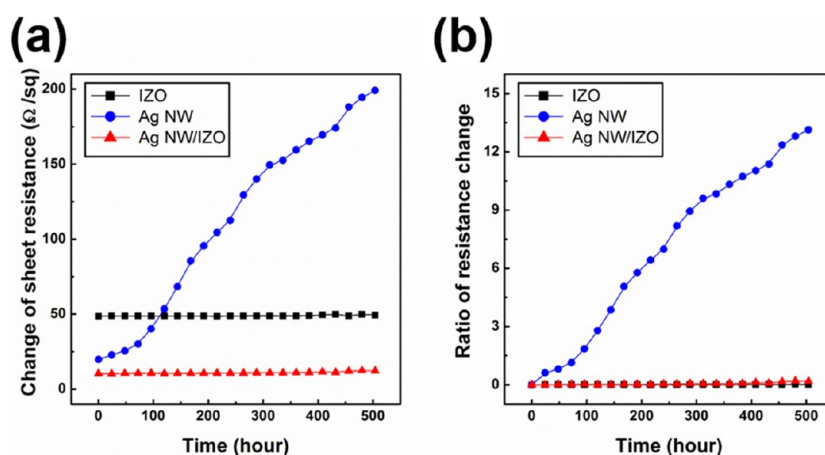 (a)
Change of sheet resistance (Ω/sq)
200
150
100
50
0
IZO
Ag NW
Ag NW/IZO
0 100 200 300 400 500
Time (hour)
(b)
Ratio of resistance change
15
12
9
6
3
0
IZO
Ag NW
Ag NW/IZO
0 100 200 300 400 500
Time (hour)